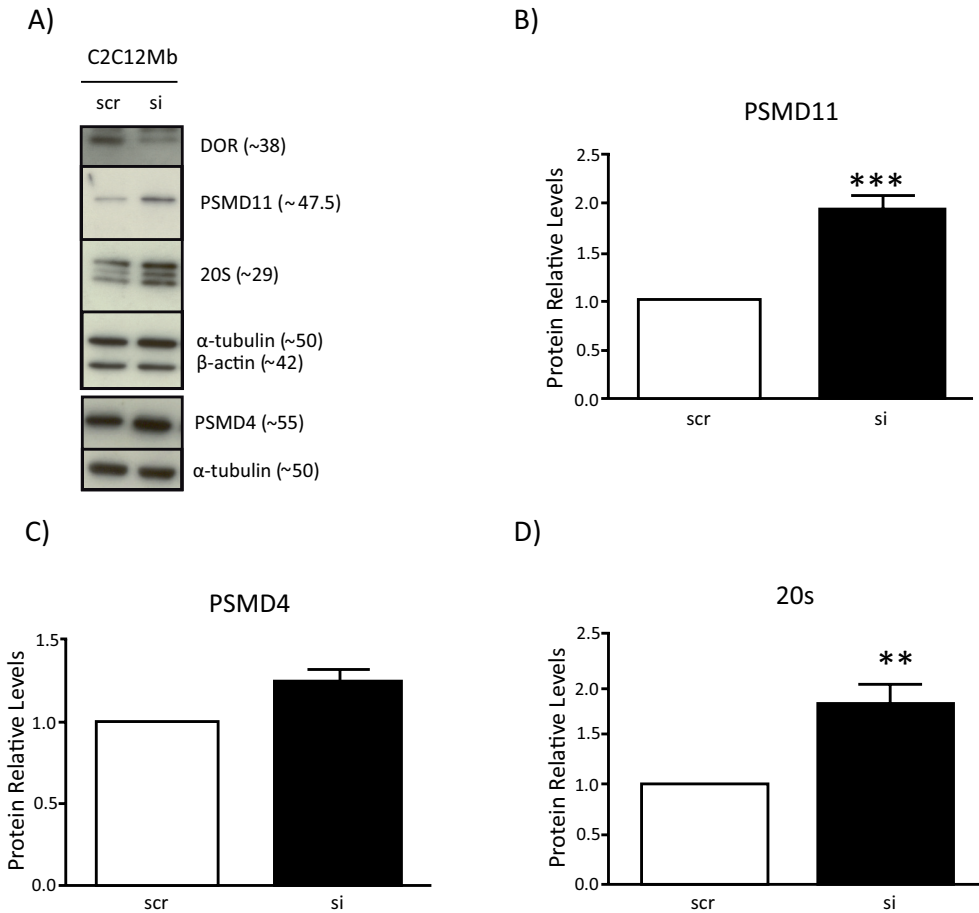 A)
C2C12Mb
scr si
DOR (~38)
PSMD11 (~47.5)
20S (~29)
α-tubulin (~50)
β-actin (~42)
PSMD4 (~55)
α-tubulin (~50)
B)
PSMD11
Protein Relative Levels
2.5
2.0
1.5
1.0
0.5
0.0
***
scr si
C)
PSMD4
Protein Relative Levels
1.5
1.0
0.5
0.0
scr si
D)
20s
Protein Relative Levels
2.5
2.0
1.5
1.0
0.5
0.0
**
scr si